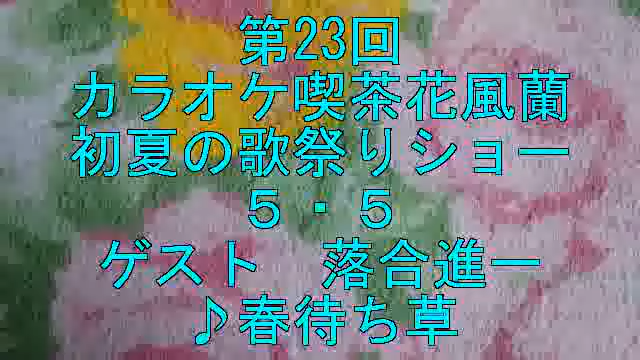 第23回
カラオケ喫茶花風蘭
初夏の歌祭りショー
５・５
ゲスト　落合進一
♪春待ち草